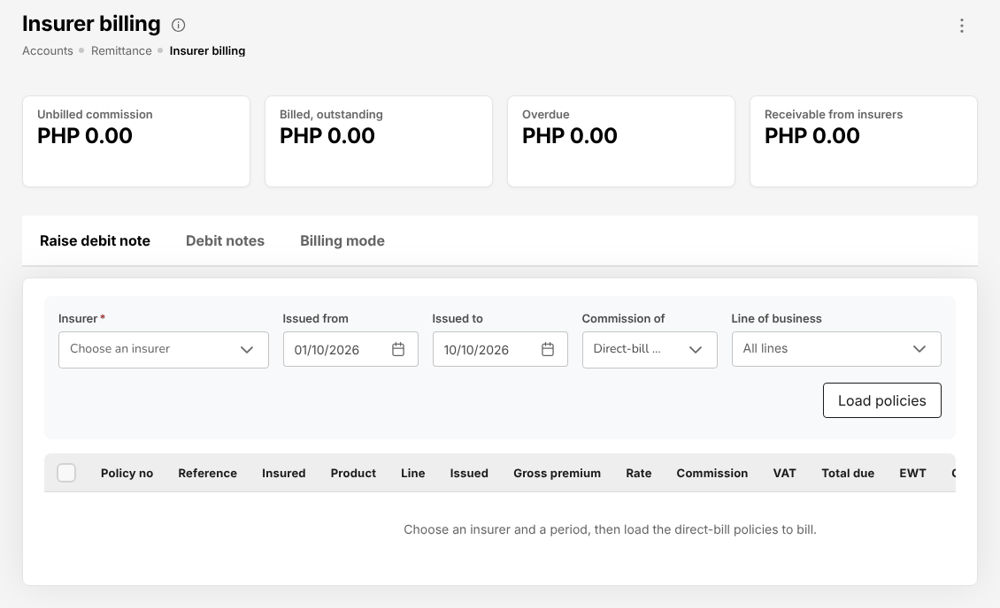 Insurer billing
Accounts Remittance Insurer billing
Unbilled commission
PHP 0.00
Billed, outstanding
PHP 0.00
Overdue
PHP 0.00
Receivable from insurers
PHP 0.00
Raise debit note Debit notes Billing mode
Insurer * Issued from Issued to Commission of Line of business
Choose an insurer 01/10/2026 10/10/2026 Direct-bill ... All lines
Load policies
Policy no Reference Insured Product Line Issued Gross premium Rate Commission VAT Total due EWT
Choose an insurer and a period, then load the direct-bill policies to bill.